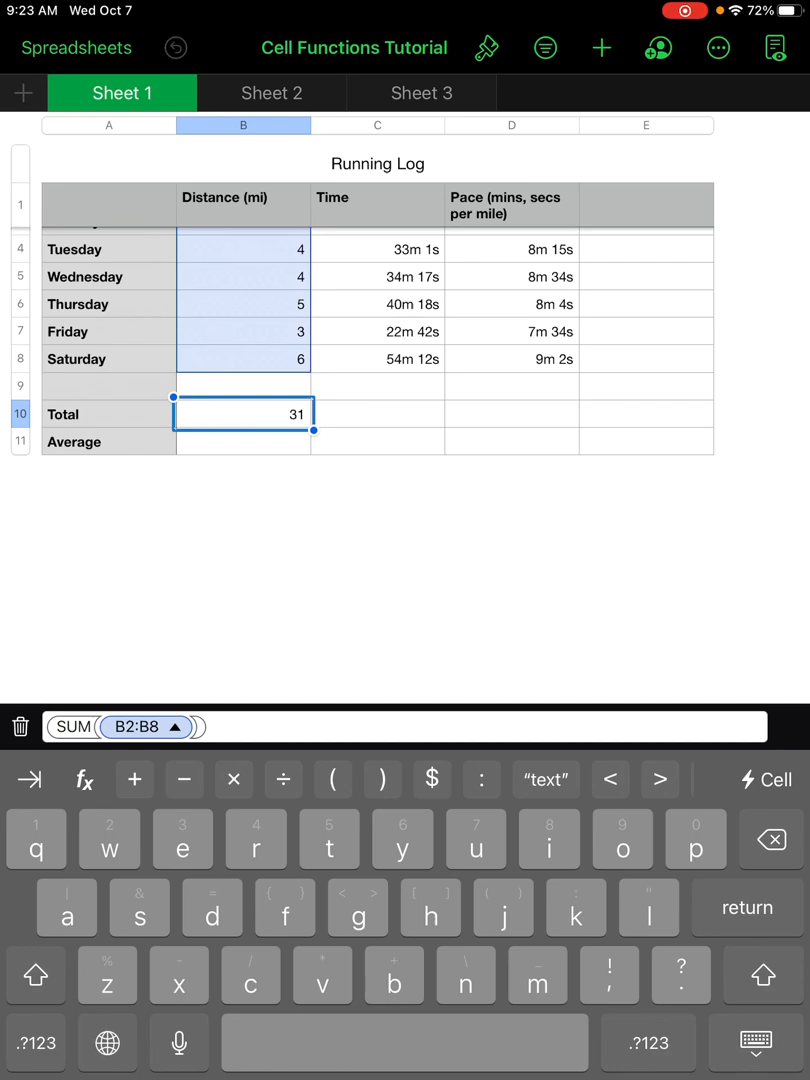 9:23 AM Wed Oct 7 72%
Spreadsheets Cell Functions Tutorial
Sheet 1 Sheet 2 Sheet 3
A B C D E
Running Log
1 Distance (mi) Time Pace (mins, secs per mile)
4 Tuesday 4 33m 1s 8m 15s
5 Wednesday 4 34m 17s 8m 34s
6 Thursday 5 40m 18s 8m 4s
7 Friday 3 22m 42s 7m 34s
8 Saturday 6 54m 12s 9m 2s
9
10 Total 31
11 Average
SUM ( B2:B8 ▲ )
fx + − × ÷ ( ) $ : “text” < > Cell
1 2 3 4 5 6 7 8 9 0
q w e r t y u i o p
| & = { } < > [ ] ( ) : "
a s d f g h j k l return
% - / * + \ _
z x c v b n m ! , ? .
.?123 .?123